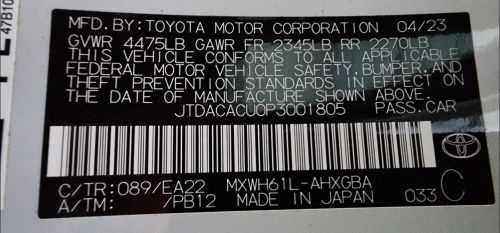 MFD.BY: TOYOTA MOTOR CORPORATION 04/23
GVWR 4475LB GAWR FR 2345LB RR 2270LB
THIS VEHICLE CONFORMS TO ALL APPLICABLE
FEDERAL MOTOR VEHICLE SAFETY, BUMPER, AND
THEFT PREVENTION STANDARDS IN EFFECT ON
THE DATE OF MANUFACTURE SHOWN ABOVE.
JTDACACU0P3001805 PASS.CAR
C/TR:089/EA22 MXWH61L-AHXGBA
A/TM: /PB12 MADE IN JAPAN 033 C
TOYOTA
47B10